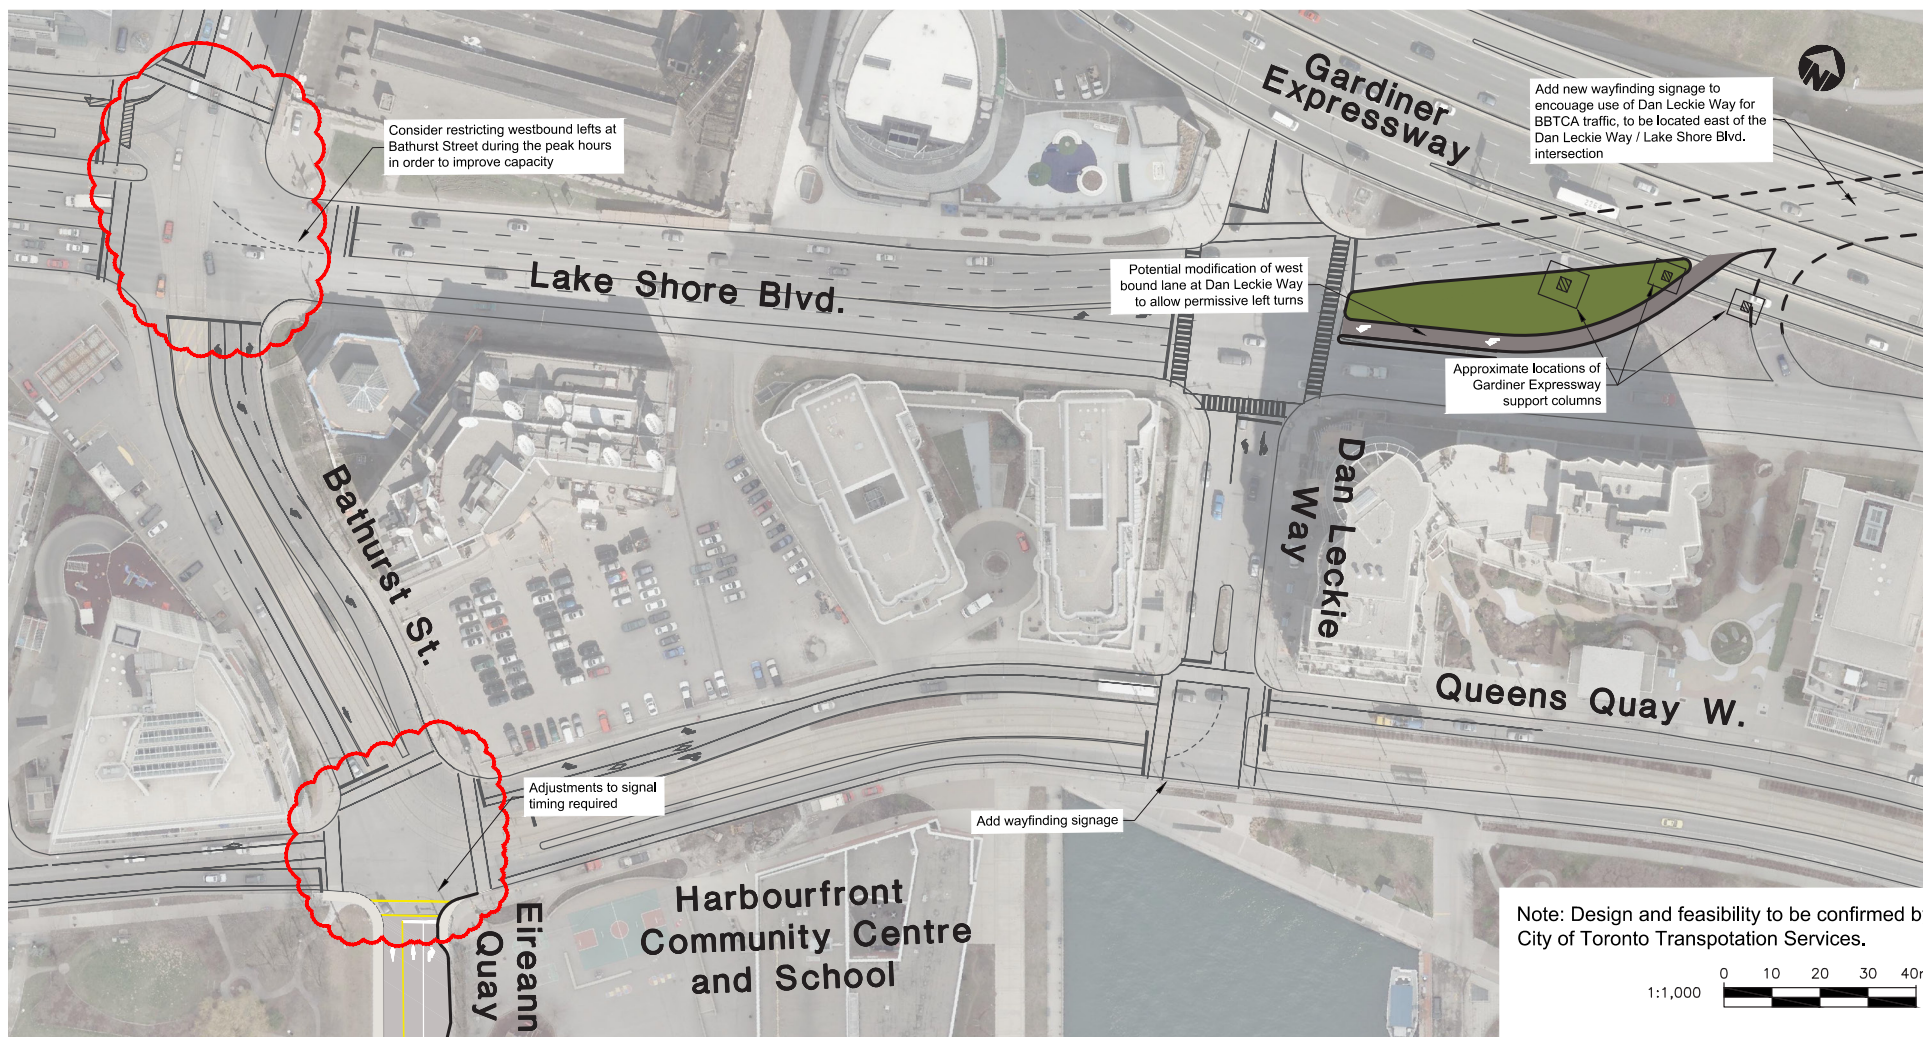 Gardiner
Expressway
N
Add new wayfinding signage to
encouage use of Dan Leckie Way for
BBTCA traffic, to be located east of the
Dan Leckie Way / Lake Shore Blvd.
intersection
Consider restricting westbound lefts at
Bathurst Street during the peak hours
in order to improve capacity
Lake Shore Blvd.
Potential modification of west
bound lane at Dan Leckie Way
to allow permissive left turns
Approximate locations of
Gardiner Expressway
support columns
Bathurst St.
Dan Leckie
Way
Queens Quay W.
Adjustments to signal
timing required
Add wayfinding signage
Harbourfront
Community Centre
and School
Eireann
Quay
Note: Design and feasibility to be confirmed by
City of Toronto Transpotation Services.
0 10 20 30 40m
1:1,000